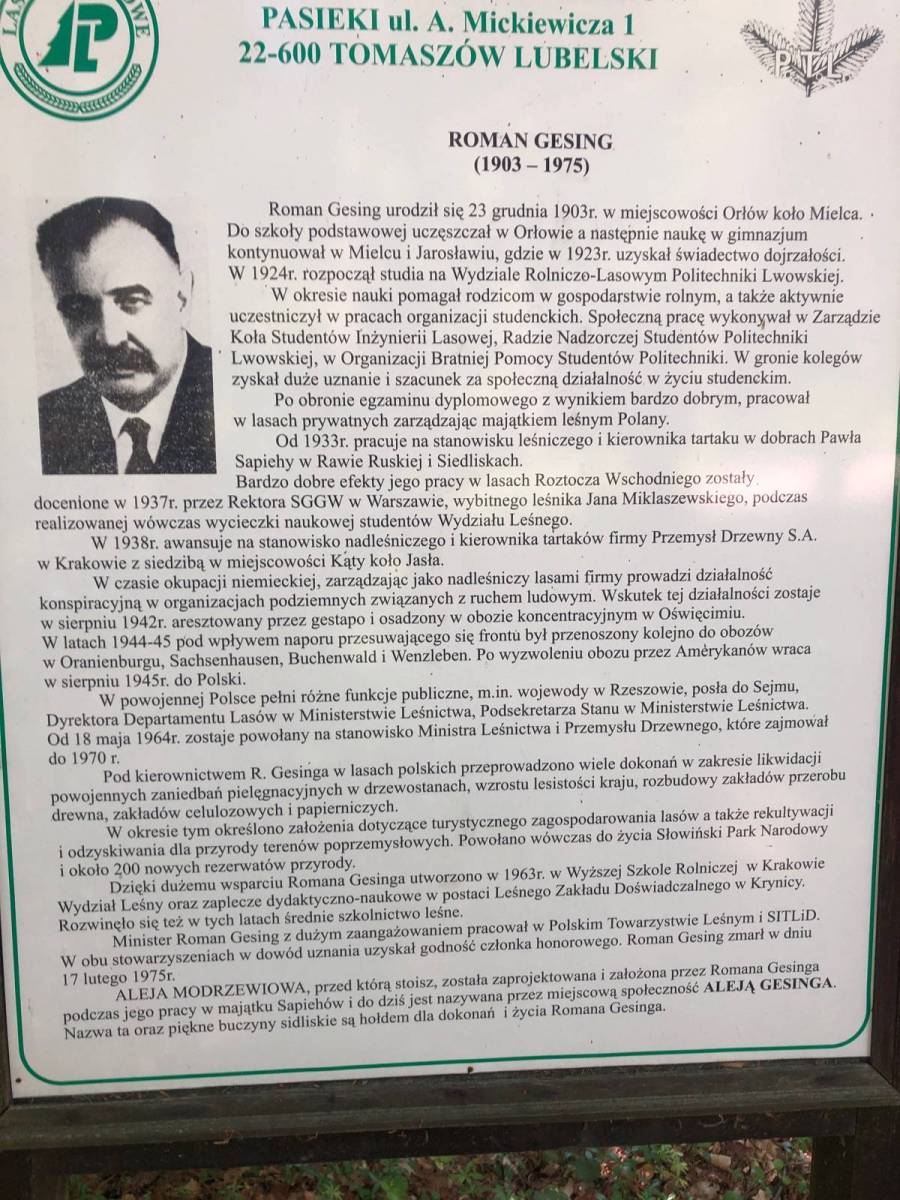 PASIEKI ul. A. Mickiewicza 1
22-600 TOMASZÓW LUBELSKI
LP
PTL
ROMAN GESING
(1903 – 1975)
Roman Gesing urodził się 23 grudnia 1903r. w miejscowości Orłów koło Mielca.
Do szkoły podstawowej uczęszczał w Orłowie a następnie naukę w gimnazjum
kontynuował w Mielcu i Jarosławiu, gdzie w 1923r. uzyskał świadectwo dojrzałości.
W 1924r. rozpoczął studia na Wydziale Rolniczo-Lasowym Politechniki Lwowskiej.
W okresie nauki pomagał rodzicom w gospodarstwie rolnym, a także aktywnie
uczestniczył w pracach organizacji studenckich. Społeczną pracę wykonywał w Zarządzie
Koła Studentów Inżynierii Lasowej, Radzie Nadzorczej Studentów Politechniki
Lwowskiej, w Organizacji Bratniej Pomocy Studentów Politechniki. W gronie kolegów
zyskał duże uznanie i szacunek za społeczną działalność w życiu studenckim.
Po obronie egzaminu dyplomowego z wynikiem bardzo dobrym, pracował
w lasach prywatnych zarządzając majątkiem leśnym Polany.
Od 1933r. pracuje na stanowisku leśniczego i kierownika tartaku w dobrach Pawła
Sapiehy w Rawie Ruskiej i Siedliskach.
Bardzo dobre efekty jego pracy w lasach Roztocza Wschodniego zostały
docenione w 1937r. przez Rektora SGGW w Warszawie, wybitnego leśnika Jana Miklaszewskiego, podczas
realizowanej wówczas wycieczki naukowej studentów Wydziału Leśnego.
W 1938r. awansuje na stanowisko nadleśniczego i kierownika tartaków firmy Przemysł Drzewny S.A.
w Krakowie z siedzibą w miejscowości Kąty koło Jasła.
W czasie okupacji niemieckiej, zarządzając jako nadleśniczy lasami firmy prowadzi działalność
konspiracyjną w organizacjach podziemnych związanych z ruchem ludowym. Wskutek tej działalności zostaje
w sierpniu 1942r. aresztowany przez gestapo i osadzony w obozie koncentracyjnym w Oświęcimiu.
W latach 1944-45 pod wpływem naporu przesuwającego się frontu był przenoszony kolejno do obozów
w Oranienburgu, Sachsenhausen, Buchenwald i Wenzleben. Po wyzwoleniu obozu przez Amerykanów wraca
w sierpniu 1945r. do Polski.
W powojennej Polsce pełni różne funkcje publiczne, m.in. wojewody w Rzeszowie, posła do Sejmu,
Dyrektora Departamentu Lasów w Ministerstwie Leśnictwa, Podsekretarza Stanu w Ministerstwie Leśnictwa.
Od 18 maja 1964r. zostaje powołany na stanowisko Ministra Leśnictwa i Przemysłu Drzewnego, które zajmował
do 1970 r.
Pod kierownictwem R. Gesinga w lasach polskich przeprowadzono wiele dokonań w zakresie likwidacji
powojennych zaniedbań pielęgnacyjnych w drzewostanach, wzrostu lesistości kraju, rozbudowy zakładów przerobu
drewna, zakładów celulozowych i papierniczych.
W okresie tym określono założenia dotyczące turystycznego zagospodarowania lasów a także rekultywacji
i odzyskiwania dla przyrody terenów poprzemysłowych. Powołano wówczas do życia Słowiński Park Narodowy
i około 200 nowych rezerwatów przyrody.
Dzięki dużemu wsparciu Romana Gesinga utworzono w 1963r. w Wyższej Szkole Rolniczej w Krakowie
Wydział Leśny oraz zaplecze dydaktyczno-naukowe w postaci Leśnego Zakładu Doświadczalnego w Krynicy.
Rozwinęło się też w tych latach średnie szkolnictwo leśne.
Minister Roman Gesing z dużym zaangażowaniem pracował w Polskim Towarzystwie Leśnym i SITLiD.
W obu stowarzyszeniach w dowód uznania uzyskał godność członka honorowego. Roman Gesing zmarł w dniu
17 lutego 1975r.
ALEJA MODRZEWIOWA, przed którą stoisz, została zaprojektowana i założona przez Romana Gesinga
podczas jego pracy w majątku Sapiehów i do dziś jest nazywana przez miejscową społeczność ALEJĄ GESINGA.
Nazwa ta oraz piękne buczyny sidliskie są hołdem dla dokonań i życia Romana Gesinga.